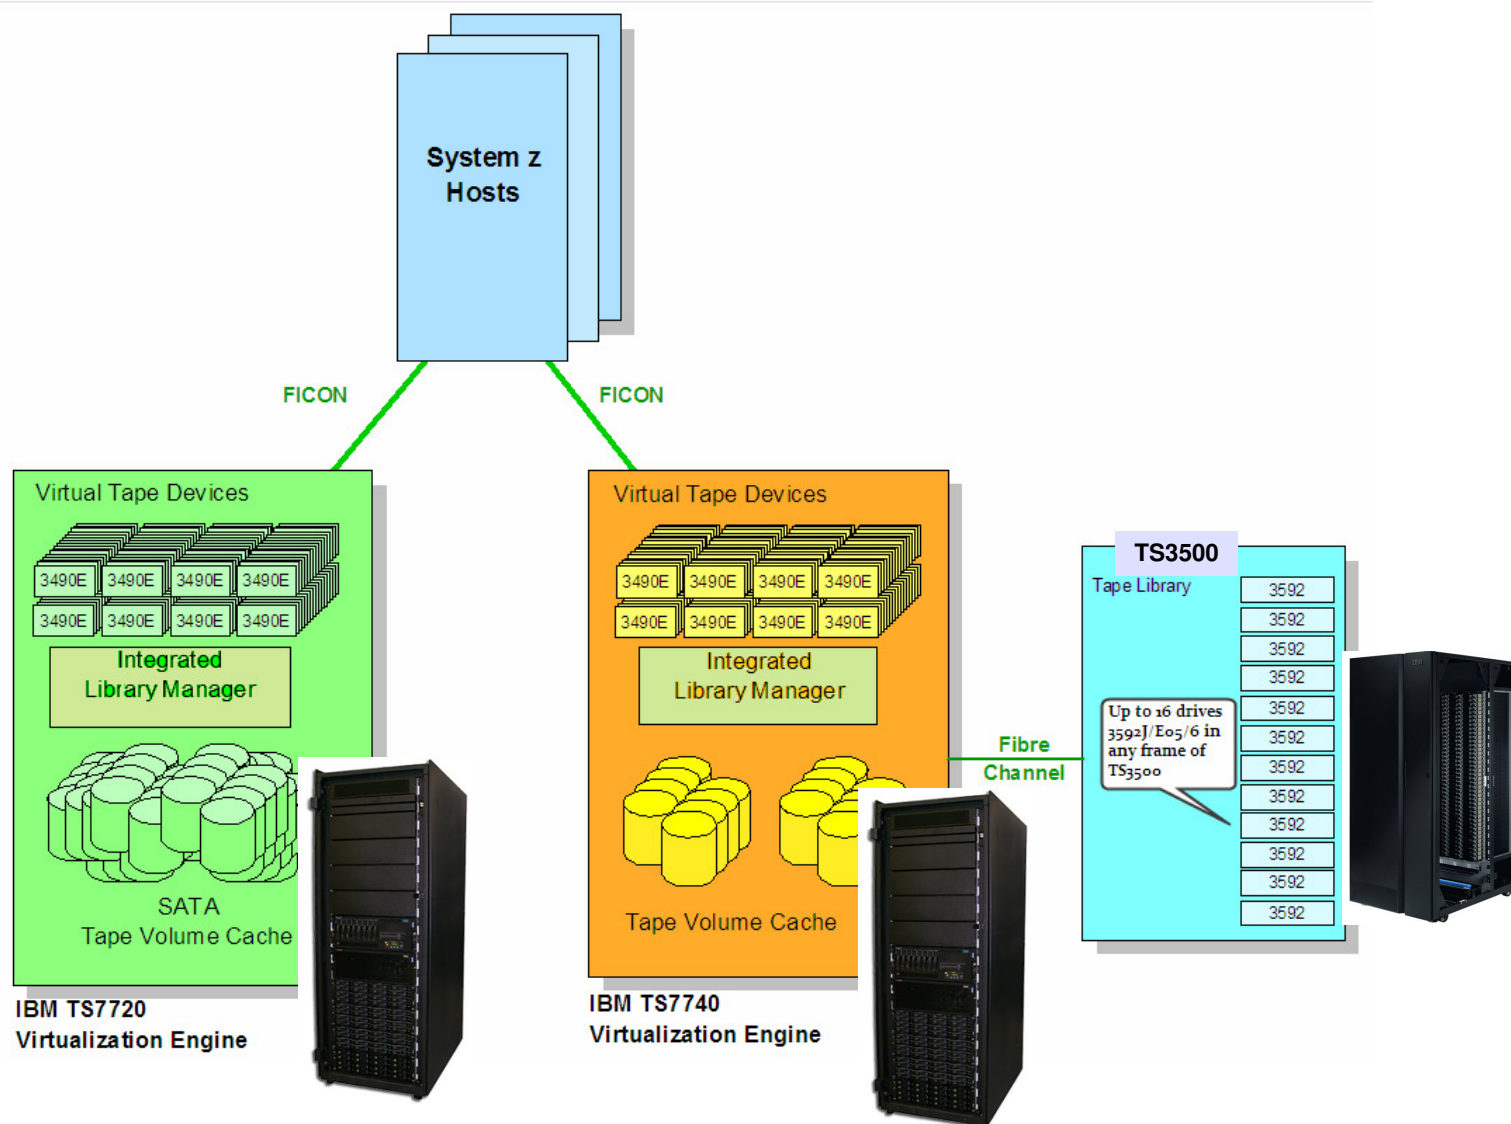 System z
Hosts
FICON
FICON
Virtual Tape Devices
3490E 3490E 3490E 3490E
3490E 3490E 3490E 3490E
Integrated
Library Manager
SATA
Tape Volume Cache
IBM TS7720
Virtualization Engine
Virtual Tape Devices
3490E 3490E 3490E 3490E
3490E 3490E 3490E 3490E
Integrated
Library Manager
Tape Volume Cache
IBM TS7740
Virtualization Engine
Fibre
Channel
TS3500
Tape Library
3592
3592
3592
3592
3592
3592
3592
3592
3592
3592
3592
3592
Up to 16 drives
3592J/E05/6 in
any frame of
TS3500